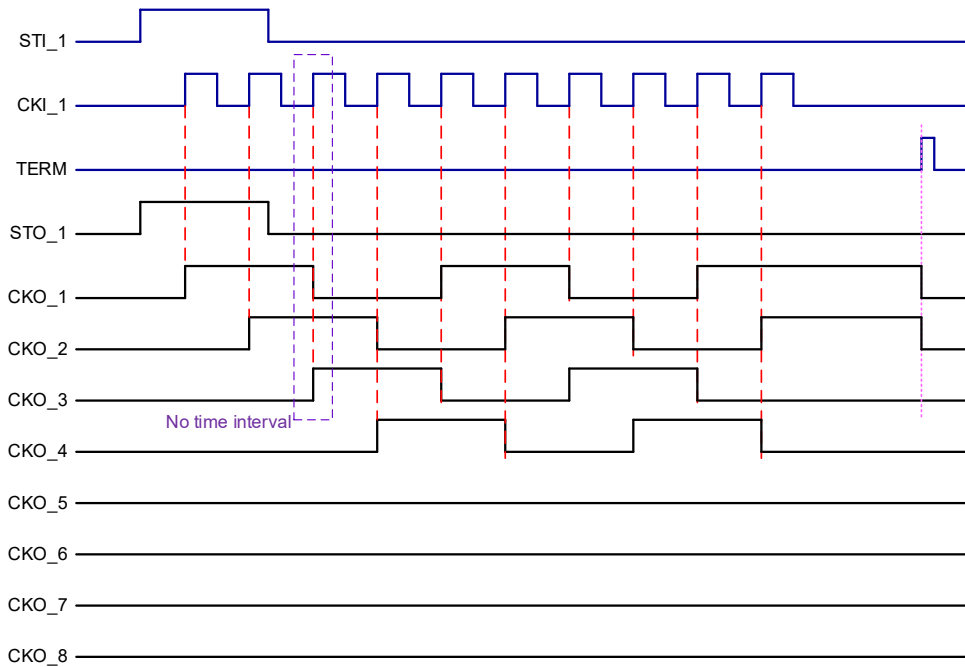 STI_1
CKI_1
TERM
STO_1
CKO_1
CKO_2
CKO_3
No time interval
CKO_4
CKO_5
CKO_6
CKO_7
CKO_8